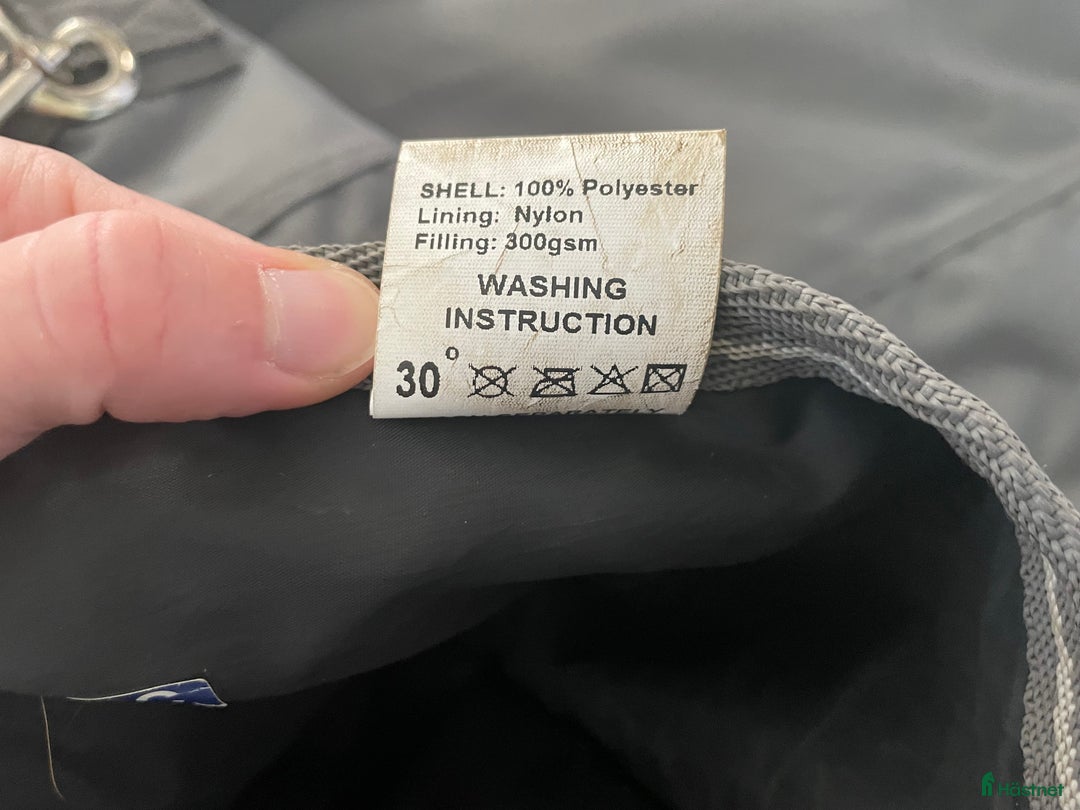 SHELL: 100% Polyester
Lining: Nylon
Filling: 300gsm
WASHING
INSTRUCTION
30°
Hästnet